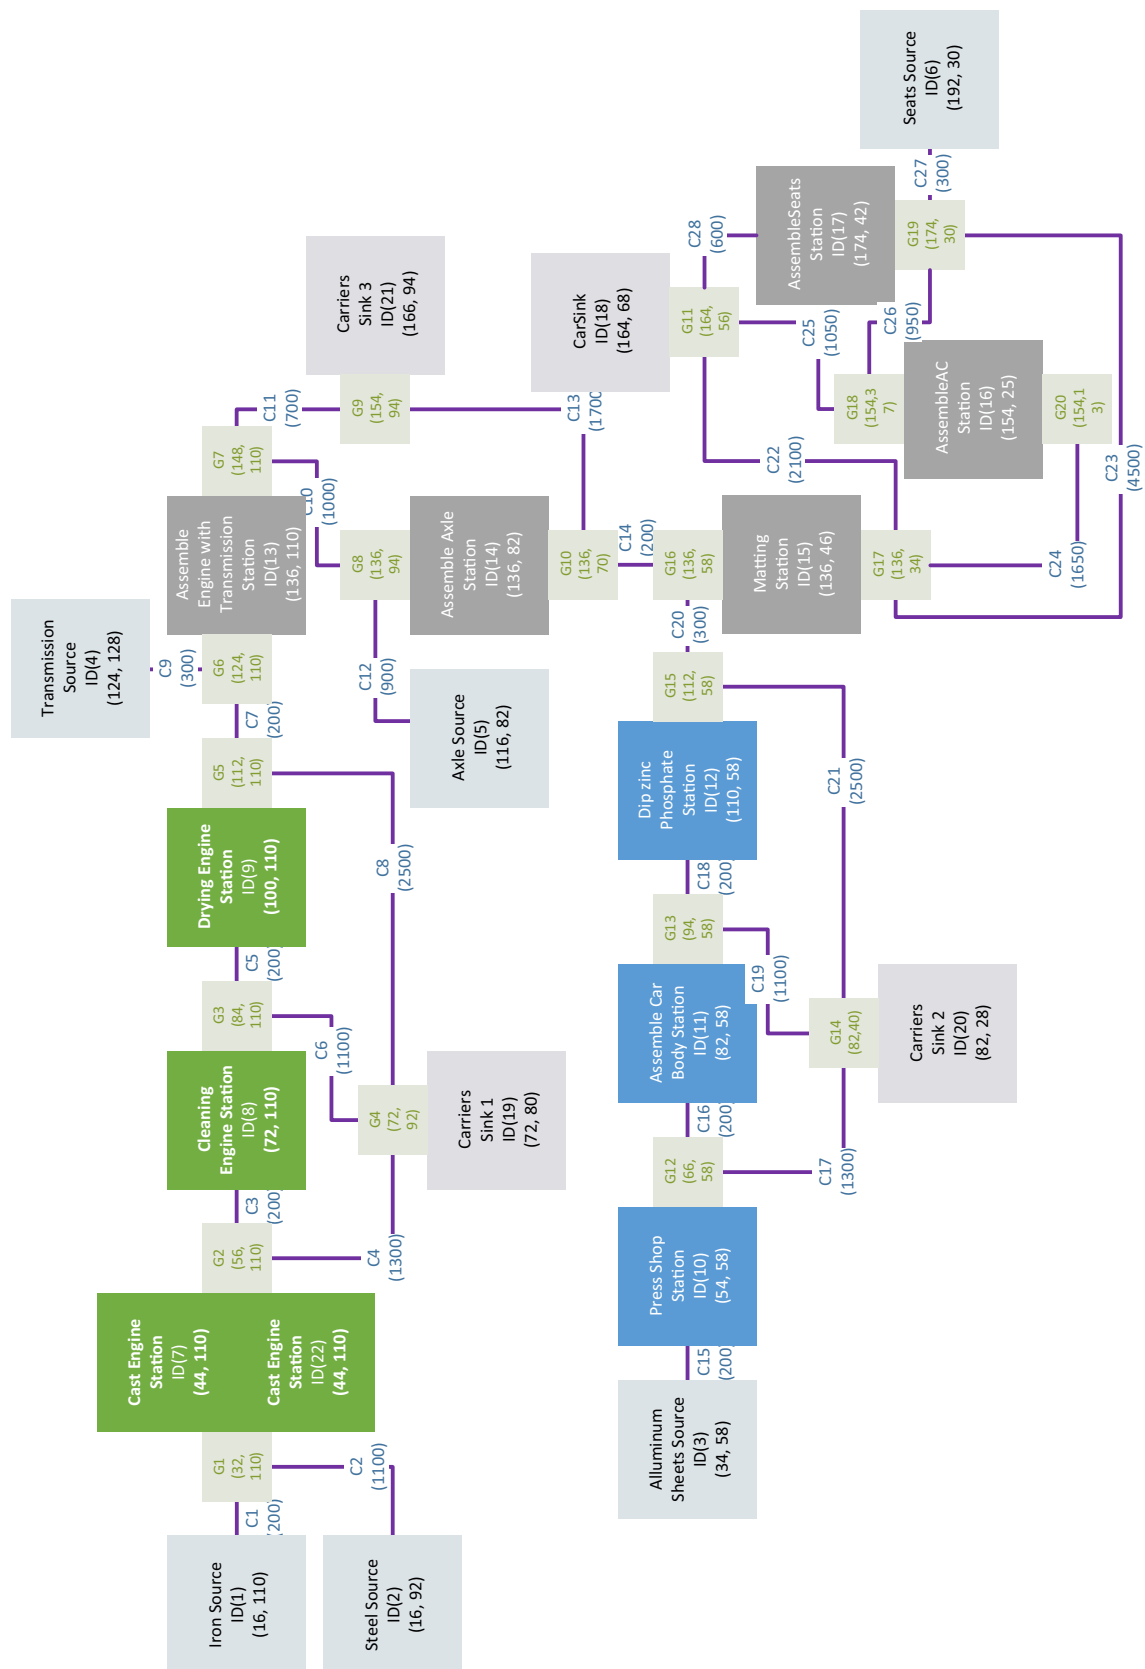 Iron Source
ID(1)
(16, 110)
Steel Source
ID(2)
(16, 92)
C1
(200)
C2
(1100)
G1
(32,
110)
Cast Engine
Station
ID(7)
(44, 110)
Cast Engine
Station
ID(22)
(44, 110)
G2
(56,
110)
C3
(200)
C4
(1300)
Cleaning
Engine Station
ID(8)
(72, 110)
G3
(84,
110)
C5
(200)
C6
(1100)
G4
(72,
92)
Carriers
Sink 1
ID(19)
(72, 80)
Drying Engine
Station
ID(9)
(100, 110)
C8
(2500)
G5
(112,
110)
C7
(200)
G6
(124,
110)
C9
(300)
Transmission
Source
ID(4)
(124, 128)
Assemble
Engine with
Transmission
Station
ID(13)
(136, 110)
G7
(148,
110)
C10
(1000)
C11
(700)
G9
(154,
94)
Carriers
Sink 3
ID(21)
(166, 94)
G8
(136,
94)
C12
(900)
Axle Source
ID(5)
(116, 82)
Assemble Axle
Station
ID(14)
(136, 82)
G10
(136,
70)
C13
(1700)
C14
(200)
G16
(136,
58)
Alluminum
Sheets Source
ID(3)
(34, 58)
C15
(200)
Press Shop
Station
ID(10)
(54, 58)
G12
(66,
58)
C16
(200)
C17
(1300)
Assemble Car
Body Station
ID(11)
(82, 58)
G13
(94,
58)
C18
(200)
C19
(1100)
G14
(82,40)
Carriers
Sink 2
ID(20)
(82, 28)
Dip zinc
Phosphate
Station
ID(12)
(110, 58)
G15
(112,
58)
C20
(300)
C21
(2500)
Matting
Station
ID(15)
(136, 46)
G17
(136,
34)
C22
(2100)
C23
(4500)
C24
(1650)
G20
(154,1
3)
AssembleAC
Station
ID(16)
(154, 25)
G18
(154,3
7)
C25
(1050)
C26
(950)
G11
(164,
56)
CarSink
ID(18)
(164, 68)
C28
(600)
AssembleSeats
Station
ID(17)
(174, 42)
G19
(174,
30)
C27
(300)
Seats Source
ID(6)
(192, 30)